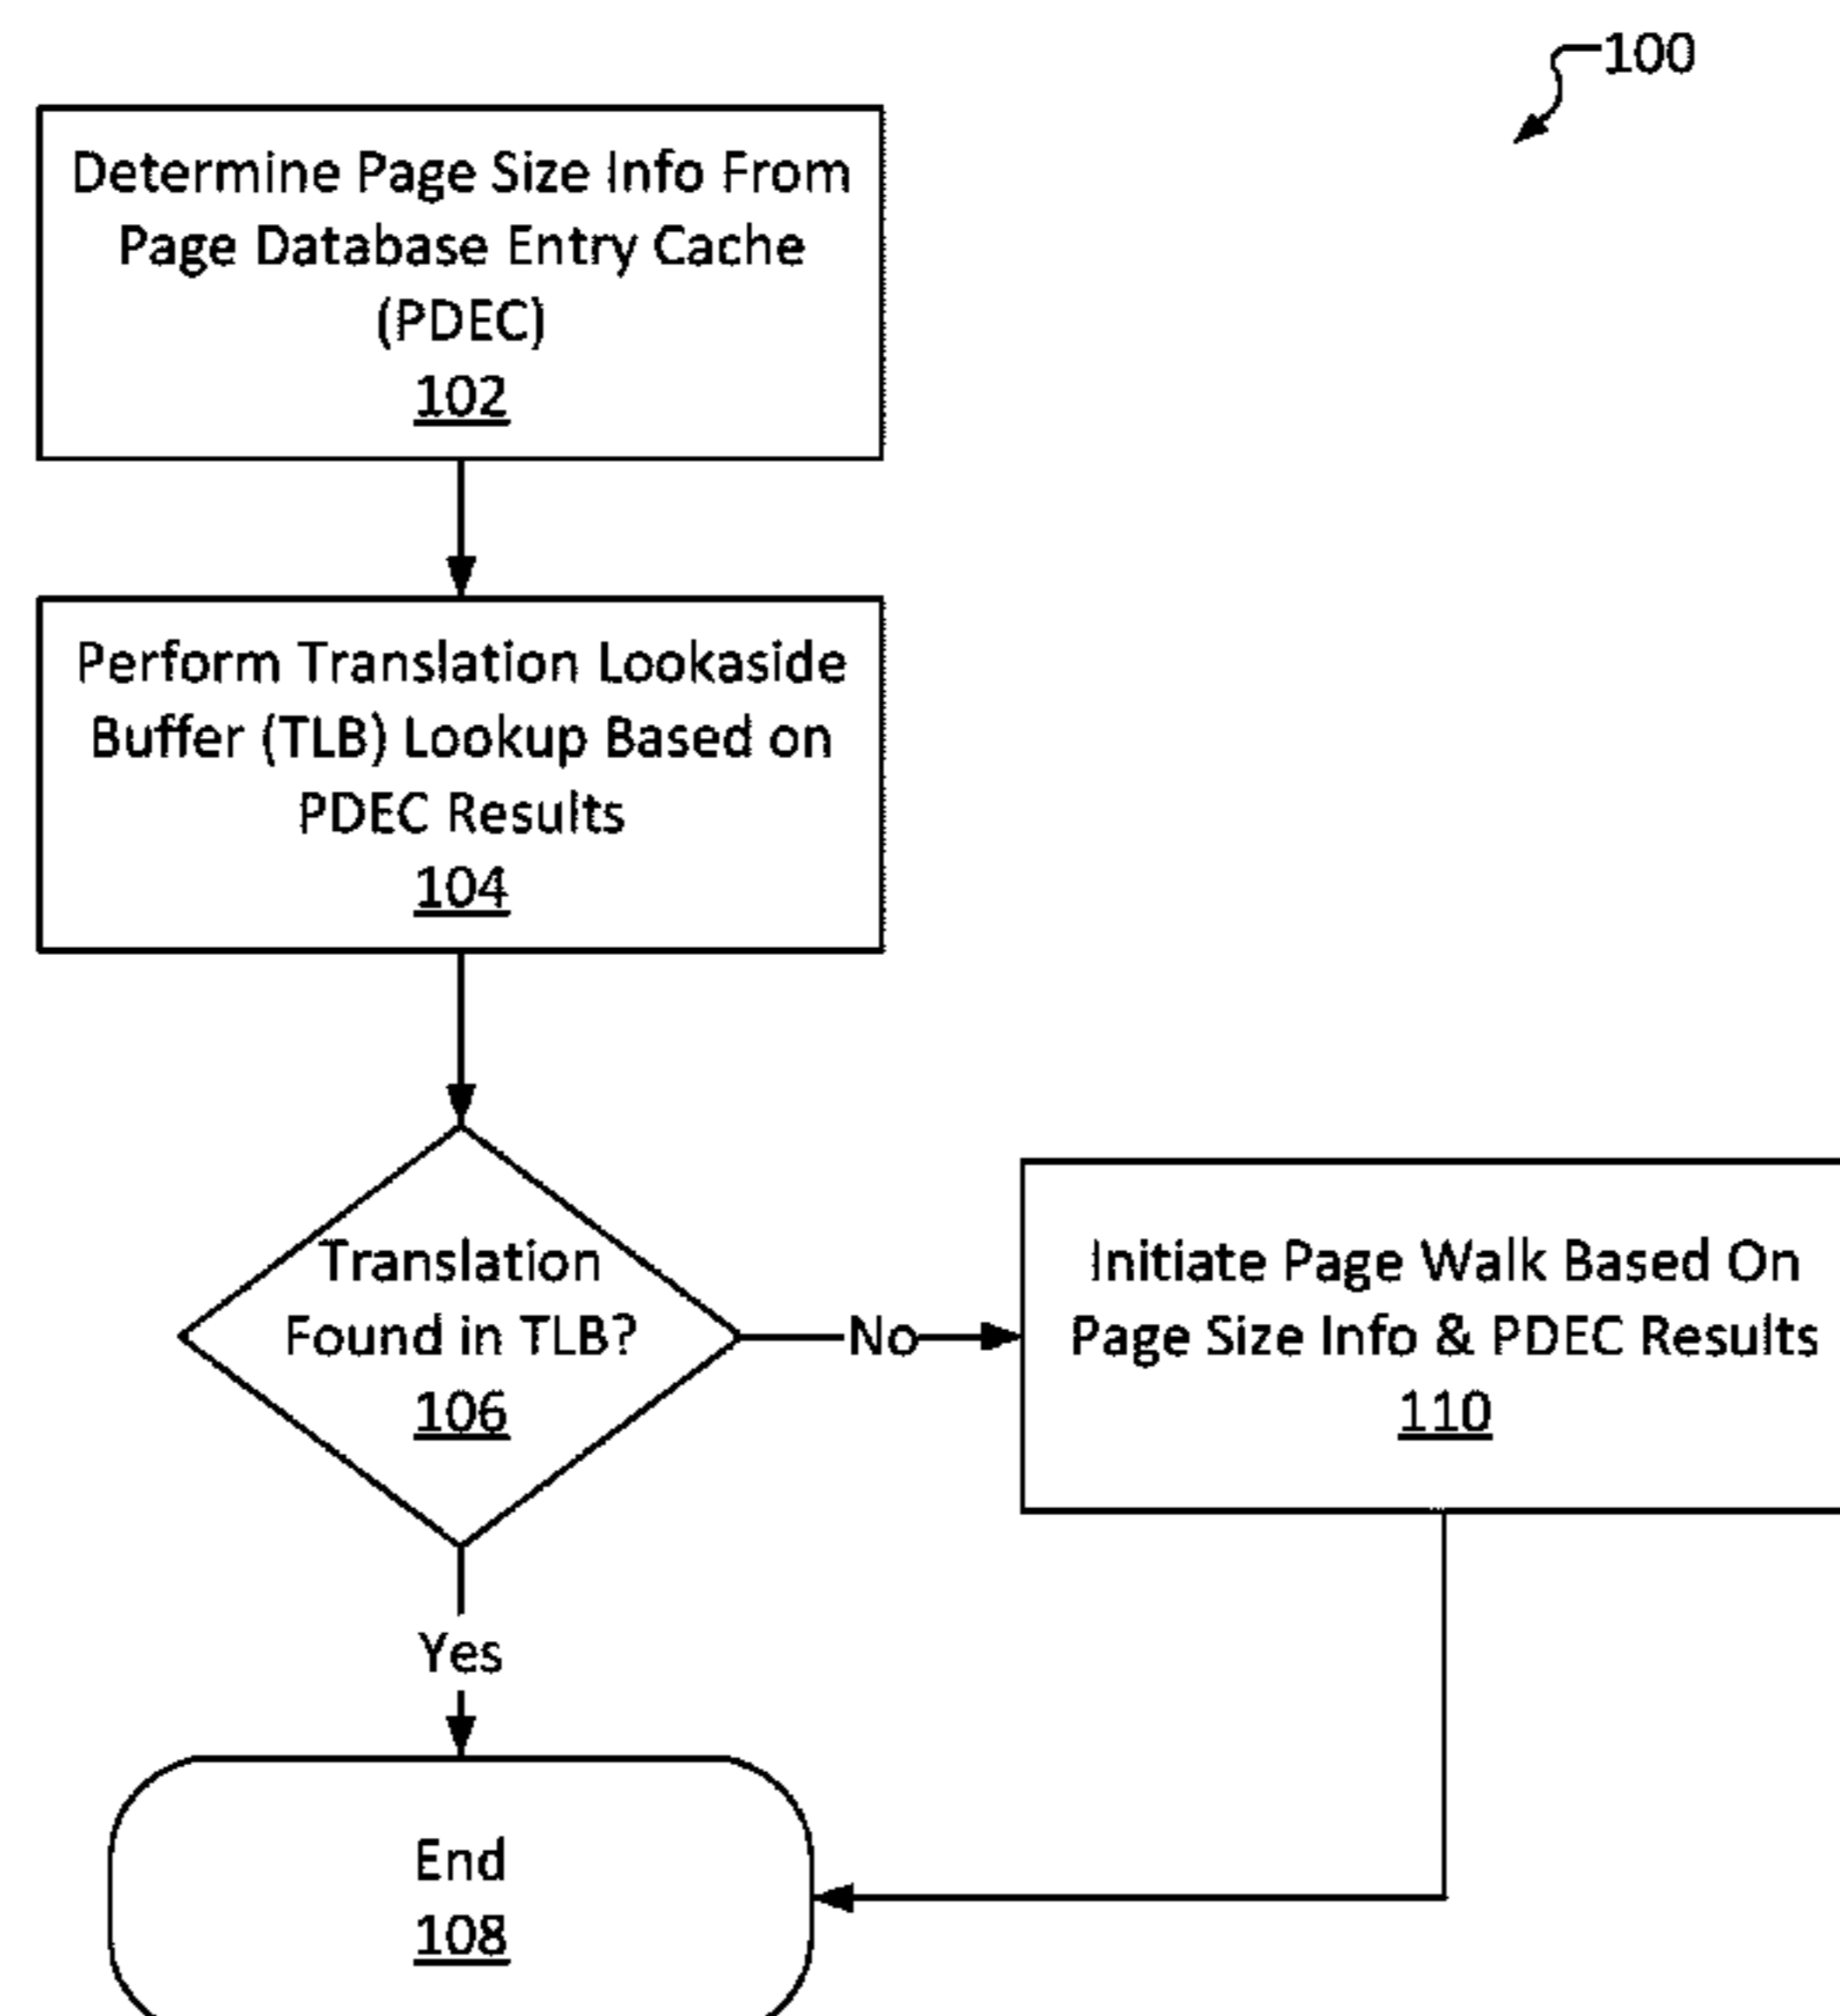 100
Determine Page Size Info From
Page Database Entry Cache
(PDEC)
102
Perform Translation Lookaside
Buffer (TLB) Lookup Based on
PDEC Results
104
Translation
Found in TLB?
106
No
Initiate Page Walk Based On
Page Size Info & PDEC Results
110
Yes
End
108